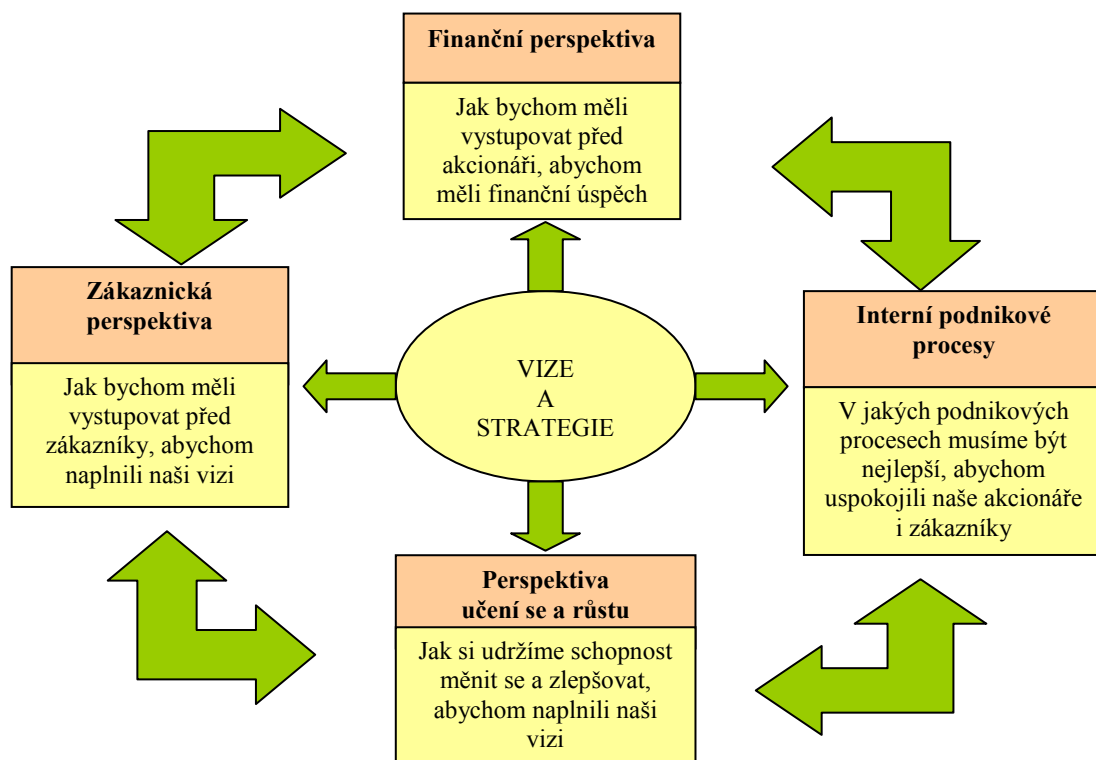 Finanční perspektiva
Jak bychom měli
vystupovat před
akcionáři, abychom
měli finanční úspěch
Zákaznická
perspektiva
Jak bychom měli
vystupovat před
zákazníky, abychom
naplnili naši vizi
VIZE
A
STRATEGIE
Interní podnikové
procesy
V jakých podnikových
procesech musíme být
nejlepší, abychom
uspokojili naše akcionáře
i zákazníky
Perspektiva
učení se a růstu
Jak si udržíme schopnost
měnit se a zlepšovat,
abychom naplnili naši
vizi